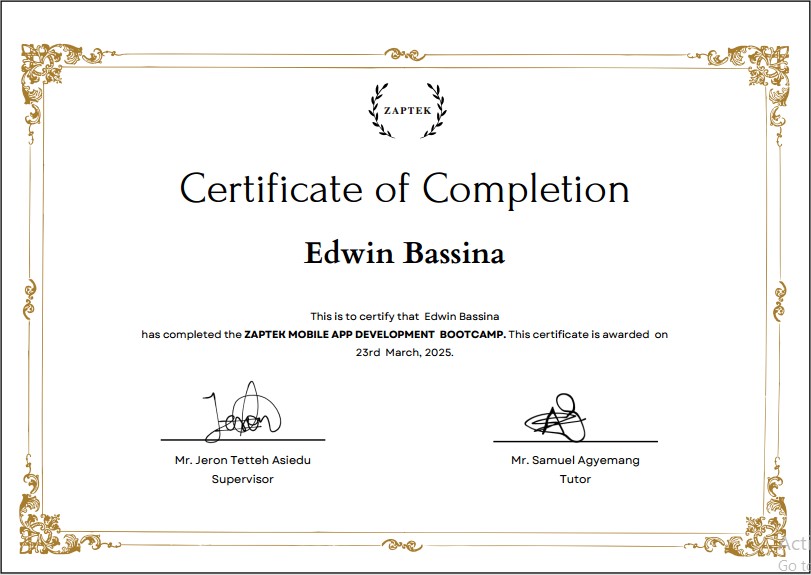 ZAPTEK
Certificate of Completion
Edwin Bassina
This is to certify that Edwin Bassina
has completed the ZAPTEK MOBILE APP DEVELOPMENT BOOTCAMP. This certificate is awarded on
23rd March, 2025.
Jeron
Mr. Jeron Tetteh Asiedu
Supervisor
Mr. Samuel Agyemang
Tutor
Acti
Go t